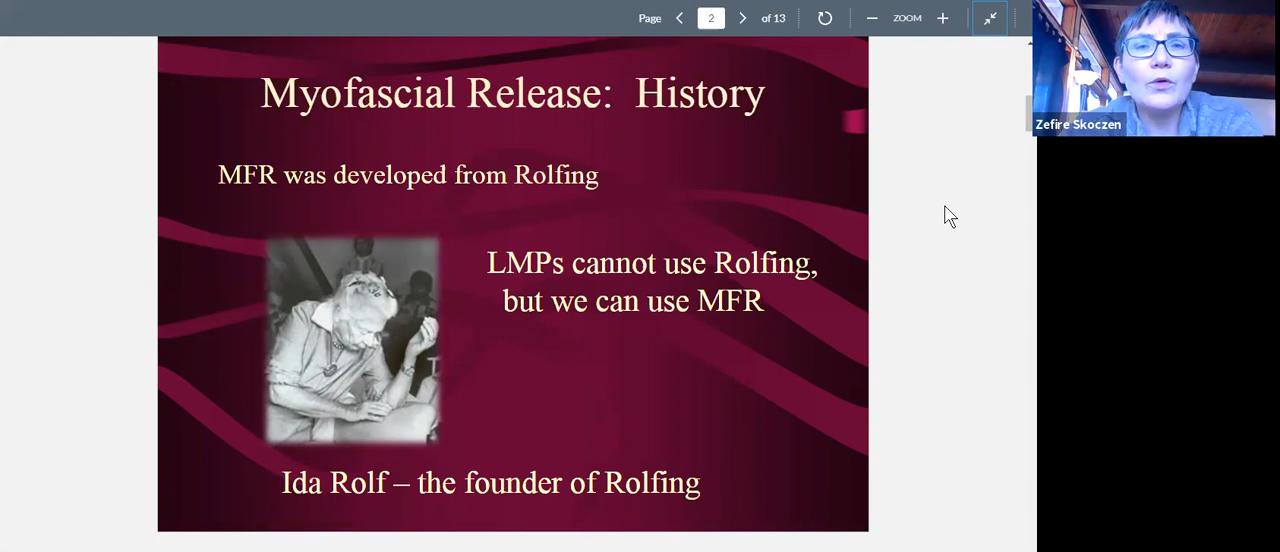 Page 2 of 13 ZOOM
Myofascial Release: History
Zefire Skoczen
MFR was developed from Rolfing
LMPs cannot use Rolfing,
but we can use MFR
Ida Rolf – the founder of Rolfing